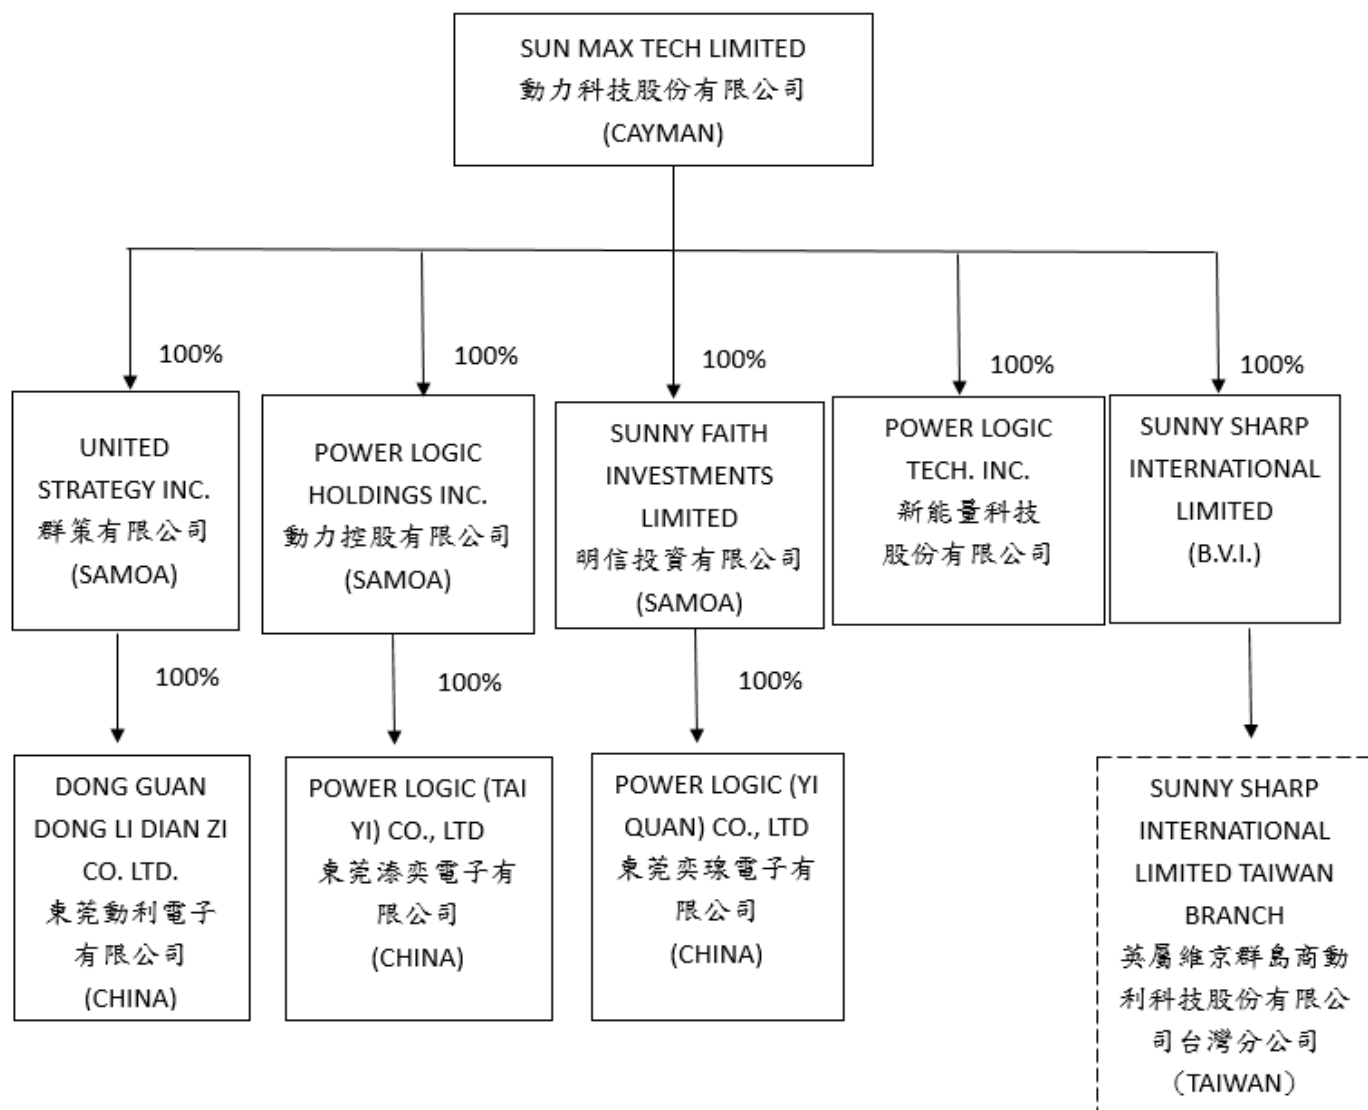 SUN MAX TECH LIMITED
動力科技股份有限公司
(CAYMAN)
100%
100%
100%
100%
100%
UNITED
STRATEGY INC.
群策有限公司
(SAMOA)
POWER LOGIC
HOLDINGS INC.
動力控股有限公司
(SAMOA)
SUNNY FAITH
INVESTMENTS
LIMITED
明信投資有限公司
(SAMOA)
POWER LOGIC
TECH. INC.
新能量科技
股份有限公司
SUNNY SHARP
INTERNATIONAL
LIMITED
(B.V.I.)
100%
100%
100%
DONG GUAN
DONG LI DIAN ZI
CO. LTD.
東莞動利電子
有限公司
(CHINA)
POWER LOGIC (TAI
YI) CO., LTD
東莞漆奕電子有
限公司
(CHINA)
POWER LOGIC (YI
QUAN) CO., LTD
東莞奕瑔電子有
限公司
(CHINA)
SUNNY SHARP
INTERNATIONAL
LIMITED TAIWAN
BRANCH
英屬維京群島商動
利科技股份有限公
司台灣分公司
（TAIWAN）